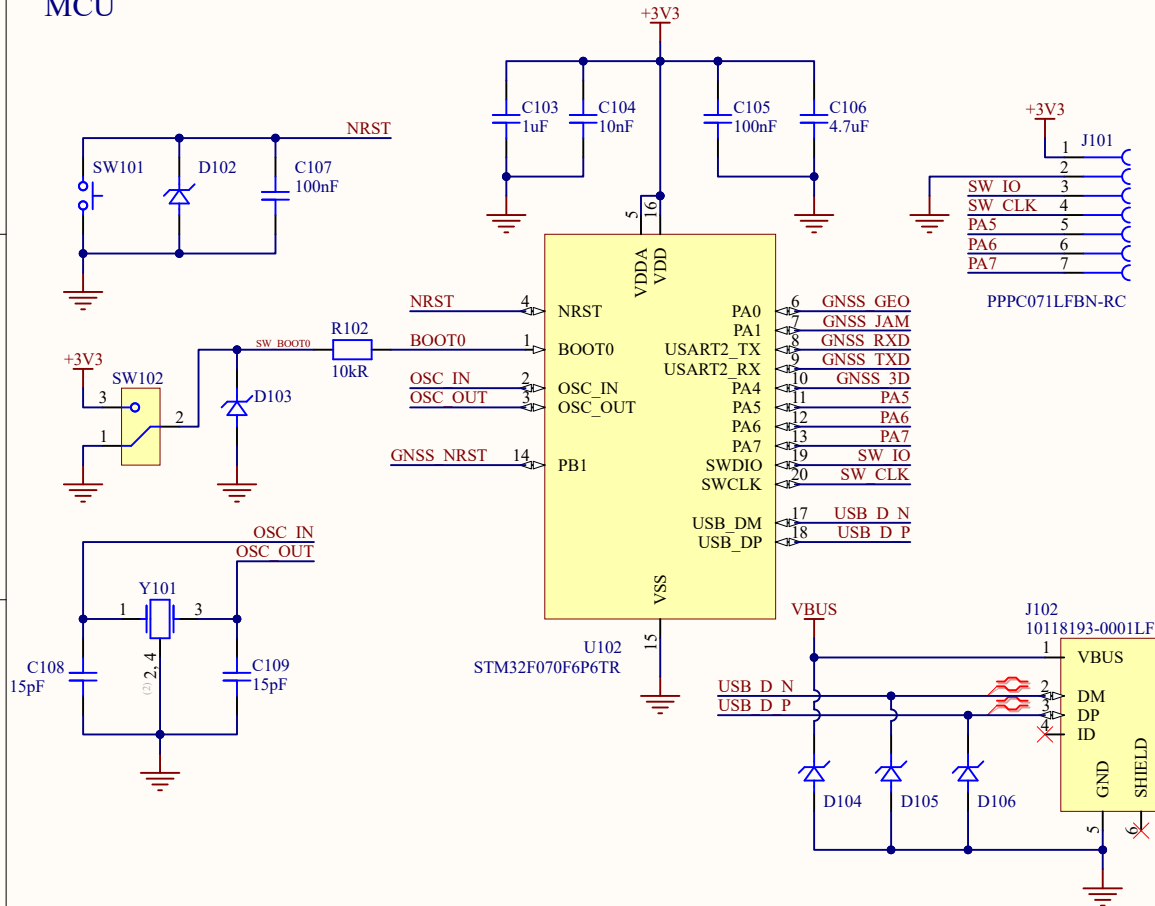 MCU
+3V3
C103
1uF
C104
10nF
C105
100nF
C106
4.7uF
+3V3
J101
1
2
SW_IO 3
SW_CLK 4
PA5 5
PA6 6
PA7 7
PPPC071LFBN-RC
NRST
SW101
D102
C107
100nF
5
16
VDDA
VDD
NRST 4 NRST
BOOT0 1 BOOT0
OSC_IN 2 OSC_IN
OSC_OUT 3 OSC_OUT
GNSS_NRST 14 PB1
PA0 6 GNSS_GEO
PA1 7 GNSS_JAM
USART2_TX 8 GNSS_RXD
USART2_RX 9 GNSS_TXD
PA4 10 GNSS_3D
PA5 11 PA5
PA6 12 PA6
PA7 13 PA7
SWDIO 19 SW_IO
SWCLK 20 SW_CLK
USB_DM 17 USB_D_N
USB_DP 18 USB_D_P
VSS
15
U102
STM32F070F6P6TR
SW_BOOT0
R102
10kR
+3V3
SW102
3
2
1
D103
OSC_IN
OSC_OUT
Y101
1
3
(2) 2, 4
C108
15pF
C109
15pF
VBUS
J102
10118193-0001LF
1 VBUS
USB_D_N 2 DM
USB_D_P 3 DP
4 ID
GND
SHIELD
5
6
D104
D105
D106